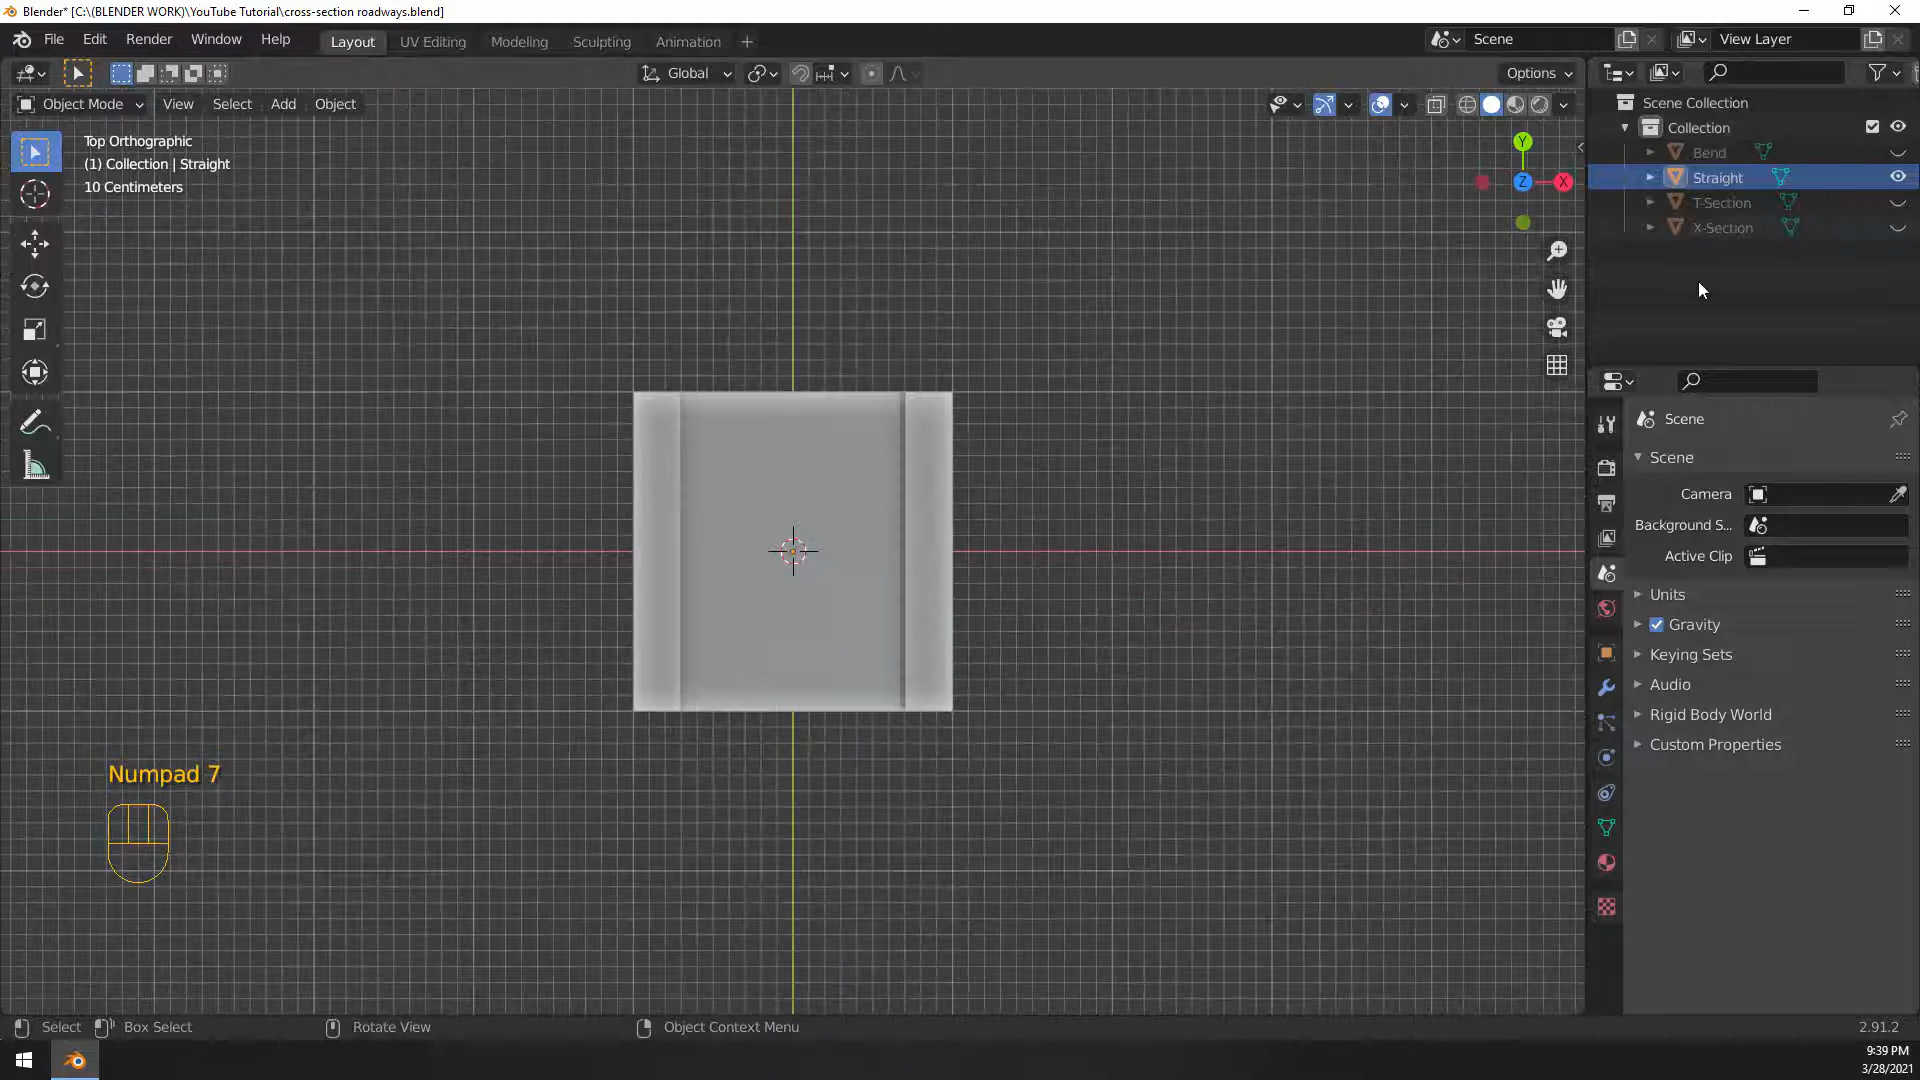 Blender* [C:\(BLENDER WORK)\YouTube Tutorial\cross-section roadways.blend]
File Edit Render Window Help Layout UV Editing Modeling Sculpting Animation + Scene View Layer
Global Options
Object Mode View Select Add Object
Scene Collection
Collection
Bend
Straight
T-Section
X-Section
Top Orthographic
(1) Collection | Straight
10 Centimeters
Y
Z X
Scene
Scene
Camera
Background S...
Active Clip
Units
Gravity
Keying Sets
Audio
Rigid Body World
Custom Properties
Numpad 7
Select Box Select Rotate View Object Context Menu 2.91.2
9:39 PM
3/28/2021